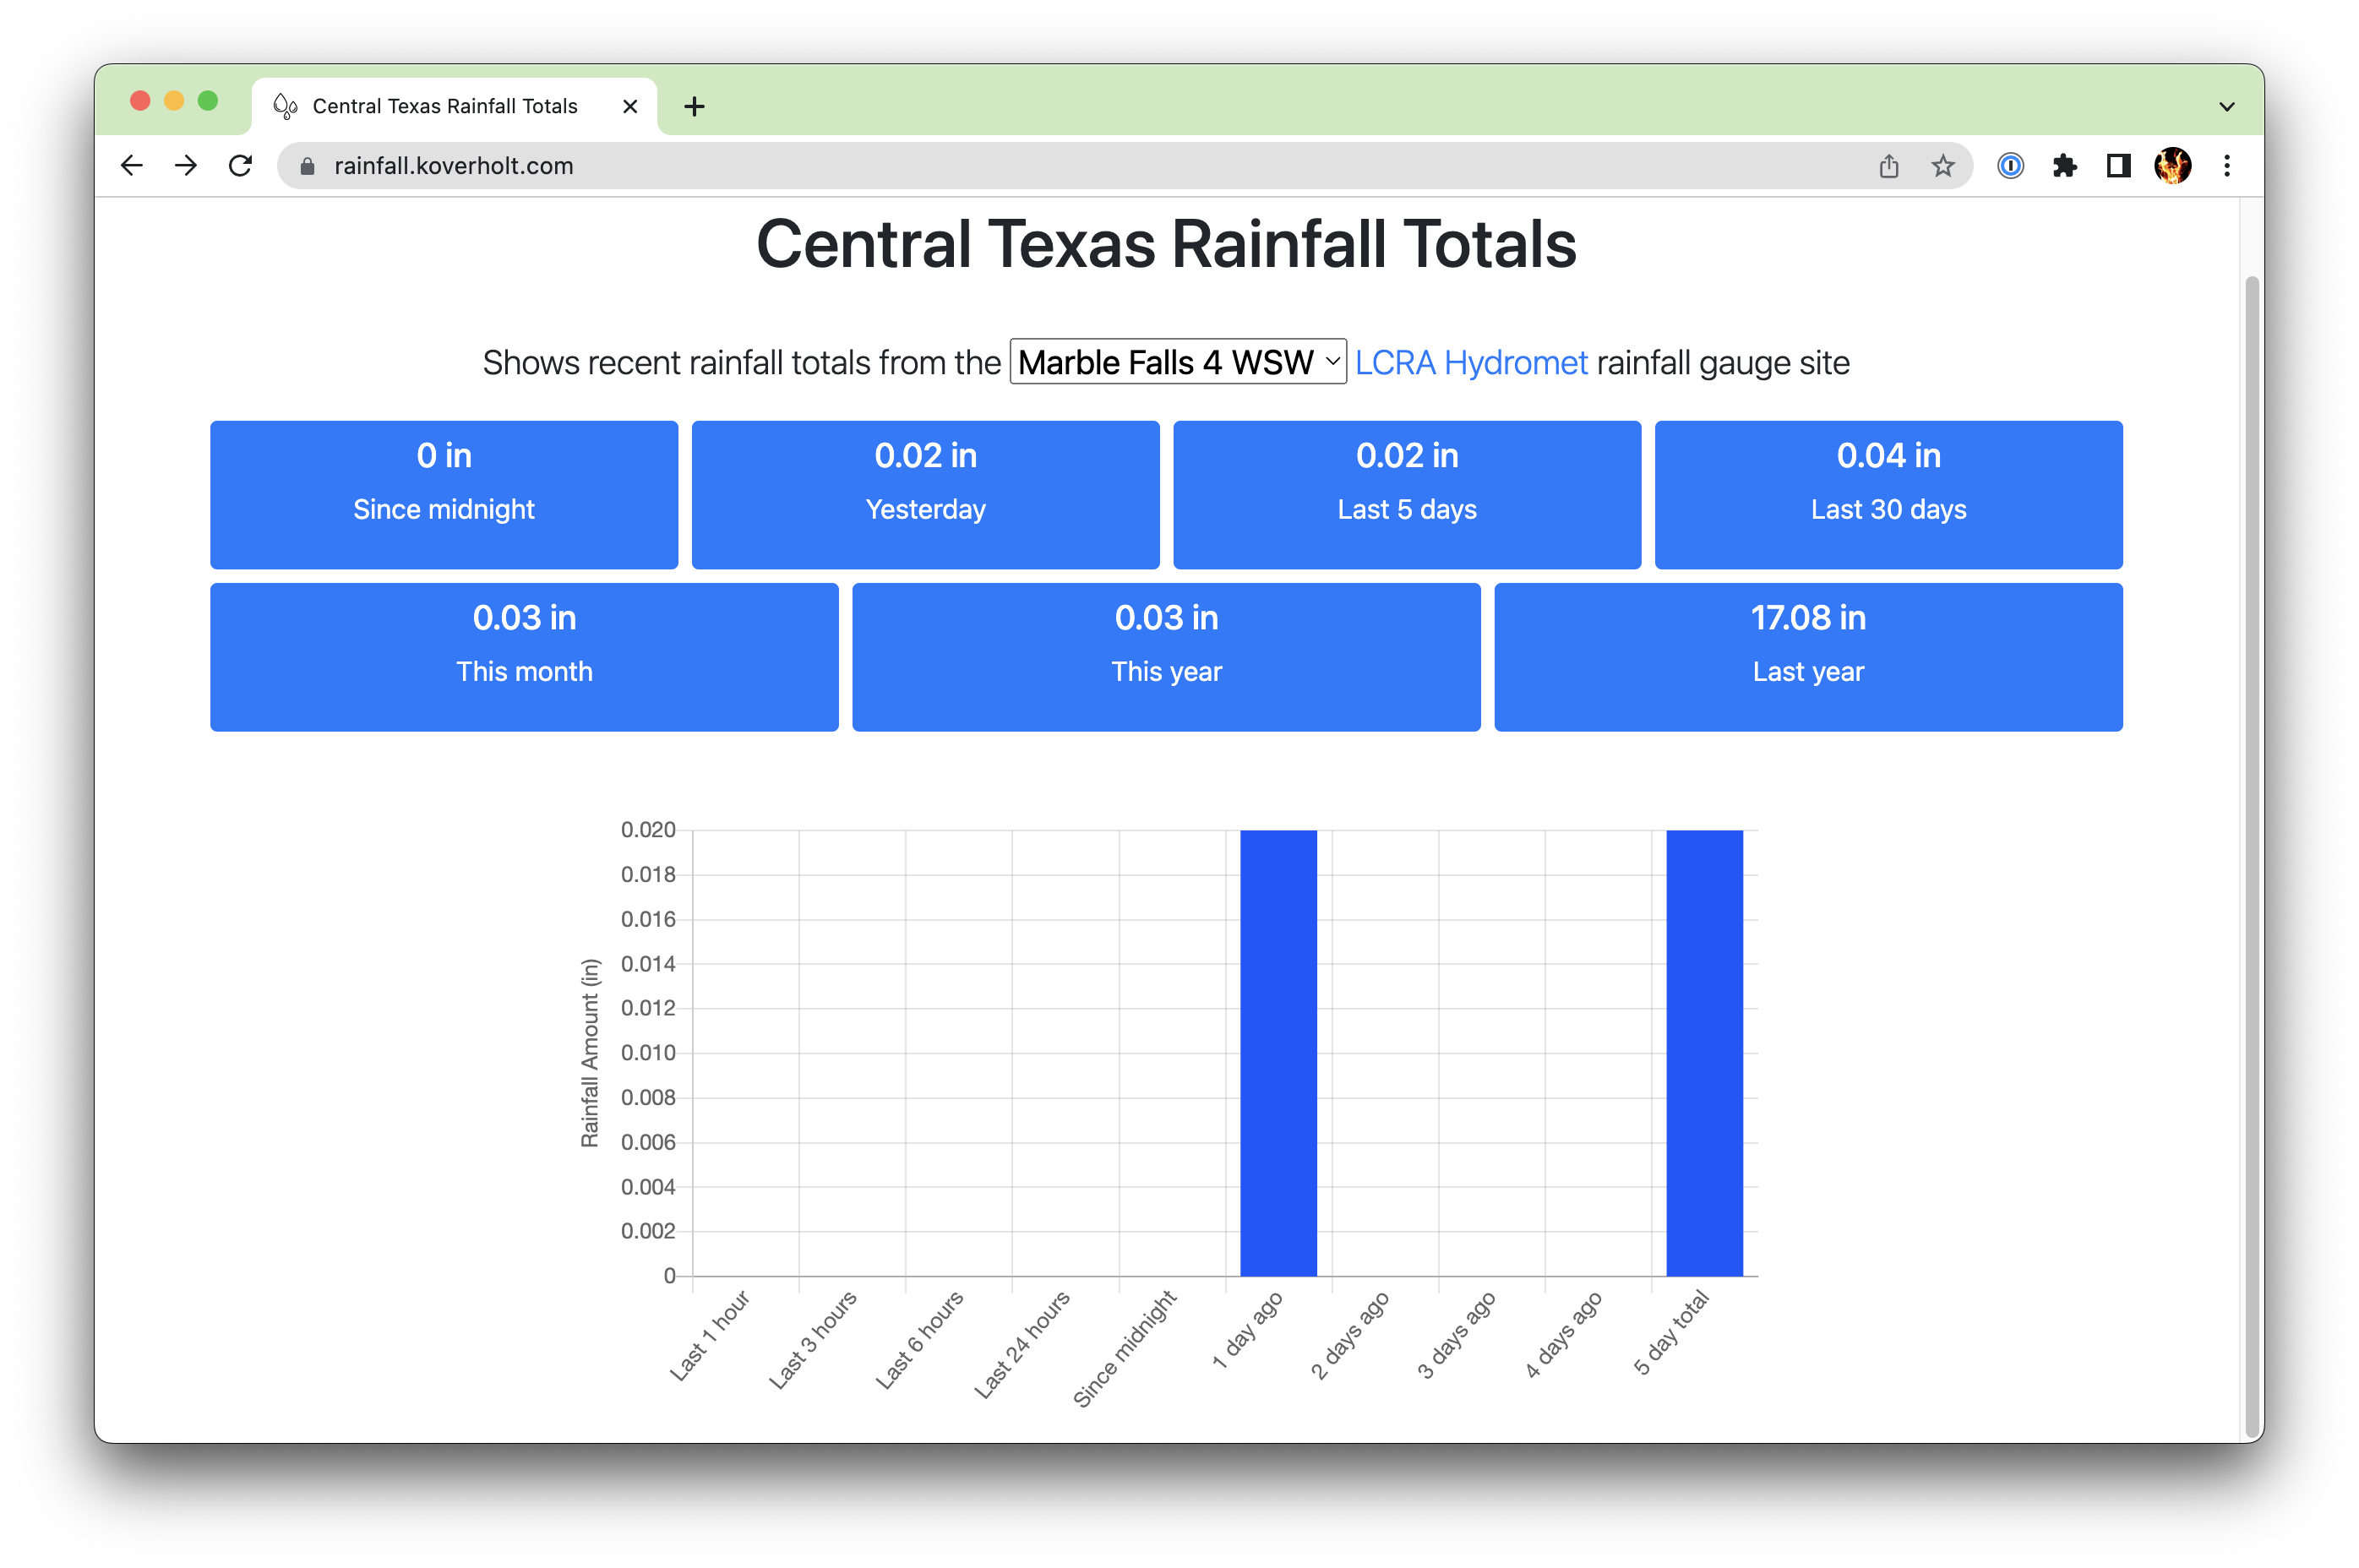 Central Texas Rainfall Totals
rainfall.koverholt.com
Central Texas Rainfall Totals
Shows recent rainfall totals from the Marble Falls 4 WSW LCRA Hydromet rainfall gauge site
0 in
Since midnight
0.02 in
Yesterday
0.02 in
Last 5 days
0.04 in
Last 30 days
0.03 in
This month
0.03 in
This year
17.08 in
Last year
Rainfall Amount (in)
0.020
0.018
0.016
0.014
0.012
0.010
0.008
0.006
0.004
0.002
0
Last 1 hour
Last 3 hours
Last 6 hours
Last 24 hours
Since midnight
1 day ago
2 days ago
3 days ago
4 days ago
5 day total